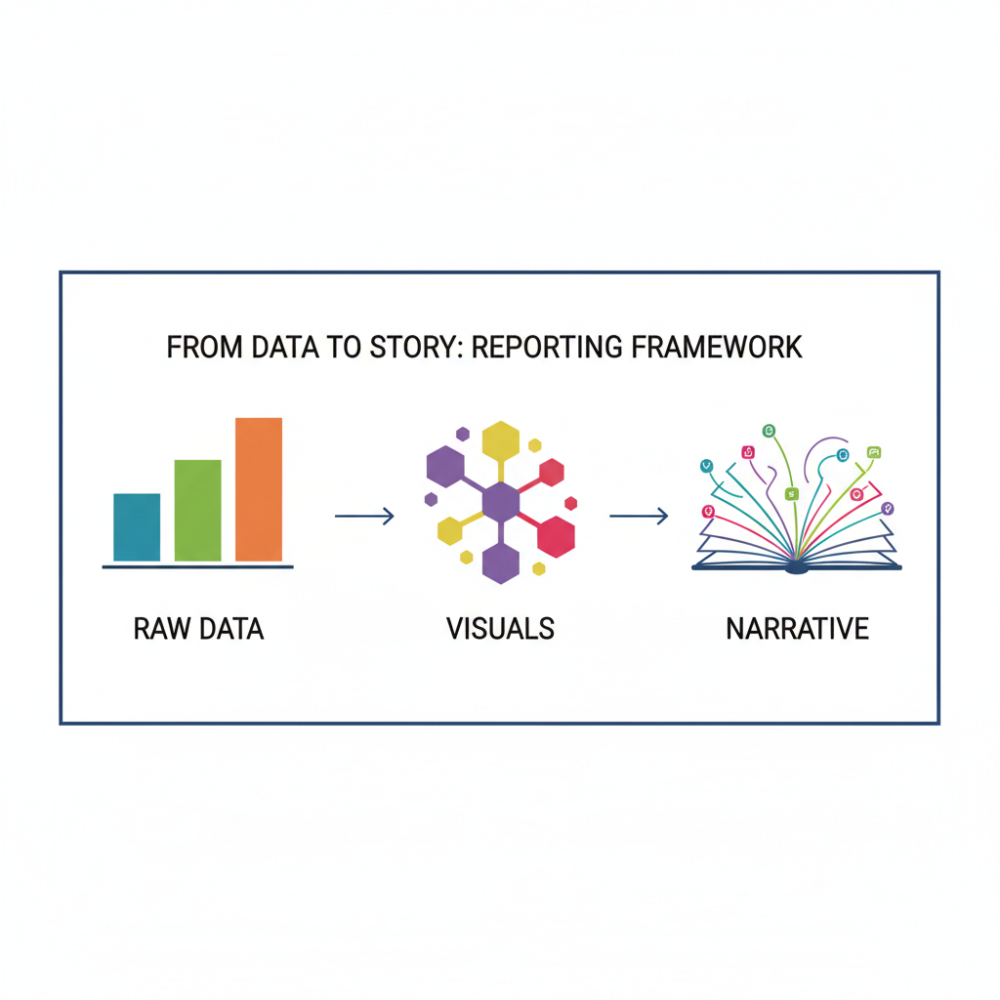 FROM DATA TO STORY: REPORTING FRAMEWORK
RAW DATA
VISUALS
NARRATIVE